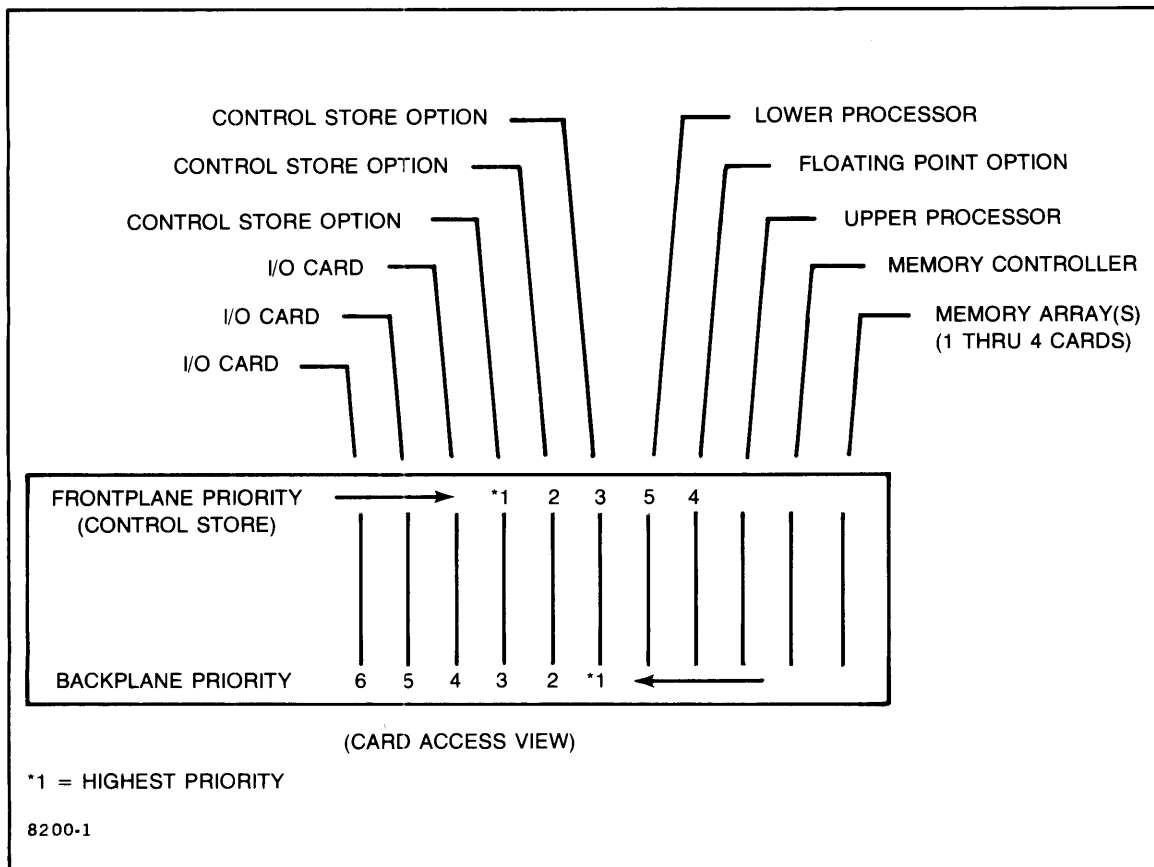 CONTROL STORE OPTION
LOWER PROCESSOR
CONTROL STORE OPTION
FLOATING POINT OPTION
CONTROL STORE OPTION
UPPER PROCESSOR
I/O CARD
MEMORY CONTROLLER
I/O CARD
MEMORY ARRAY(S)
(1 THRU 4 CARDS)
I/O CARD
FRONTPLANE PRIORITY *1 2 3 5 4
(CONTROL STORE)
BACKPLANE PRIORITY 6 5 4 3 2 *1
(CARD ACCESS VIEW)
*1 = HIGHEST PRIORITY
8200-1